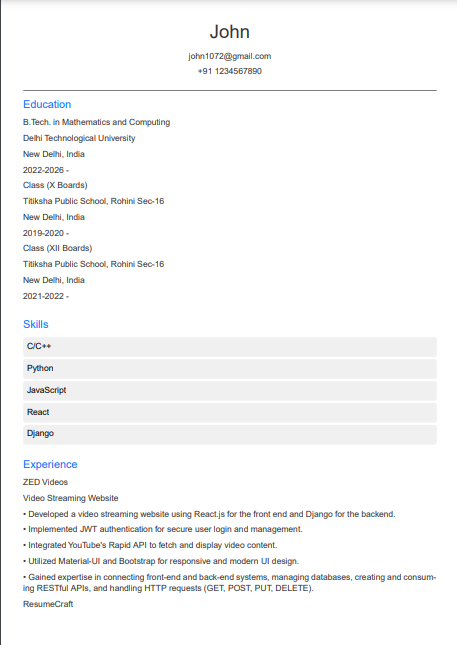 John
john1072@gmail.com
+91 1234567890
Education
B.Tech. in Mathematics and Computing
Delhi Technological University
New Delhi, India
2022-2026 -
Class (X Boards)
Titiksha Public School, Rohini Sec-16
New Delhi, India
2019-2020 -
Class (XII Boards)
Titiksha Public School, Rohini Sec-16
New Delhi, India
2021-2022 -
Skills
C/C++
Python
JavaScript
React
Django
Experience
ZED Videos
Video Streaming Website
• Developed a video streaming website using React.js for the front end and Django for the backend.
• Implemented JWT authentication for secure user login and management.
• Integrated YouTube's Rapid API to fetch and display video content.
• Utilized Material-UI and Bootstrap for responsive and modern UI design.
• Gained expertise in connecting front-end and back-end systems, managing databases, creating and consum-
ing RESTful APIs, and handling HTTP requests (GET, POST, PUT, DELETE).
ResumeCraft